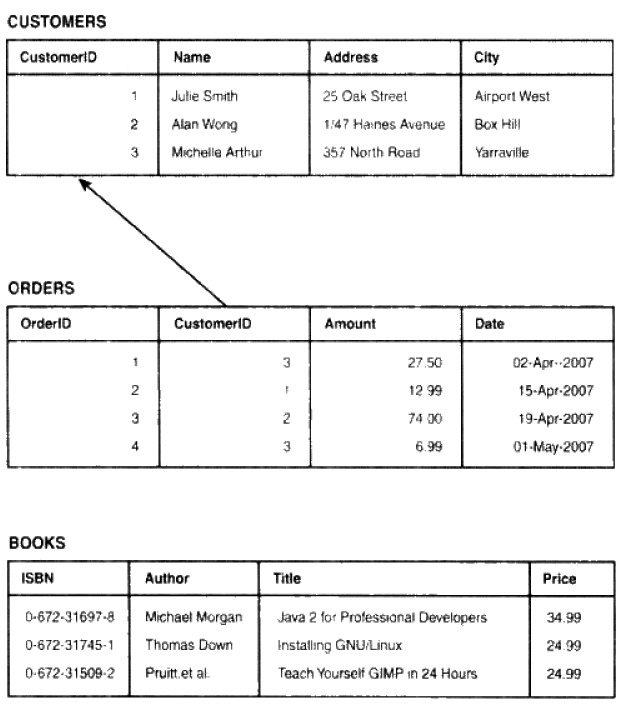 CUSTOMERS
CustomerID Name Address City
1 Julie Smith 25 Oak Street Airport West
2 Alan Wong 1/47 Haines Avenue Box Hill
3 Michelle Arthur 357 North Road Yarraville
ORDERS
OrderID CustomerID Amount Date
1 3 27.50 02-Apr-2007
2 1 12.99 15-Apr-2007
3 2 74.00 19-Apr-2007
4 3 6.99 01-May-2007
BOOKS
ISBN Author Title Price
0-672-31697-8 Michael Morgan Java 2 for Professional Developers 34.99
0-672-31745-1 Thomas Down Installing GNU/Linux 24.99
0-672-31509-2 Pruitt.et al. Teach Yourself GIMP in 24 Hours 24.99